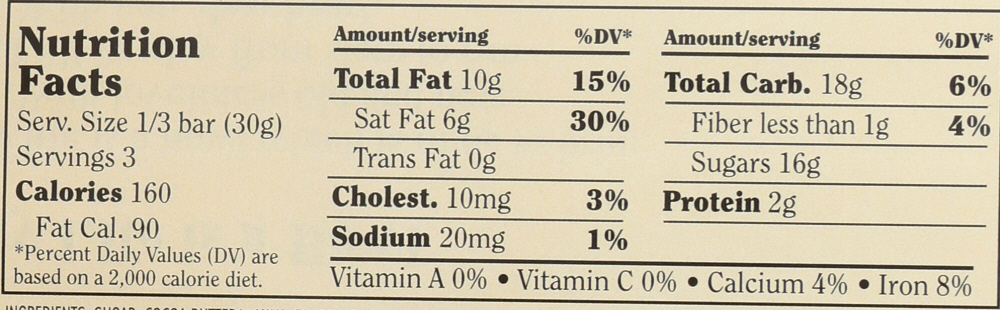 Nutrition
Facts
Serv. Size 1/3 bar (30g)
Servings 3
Calories 160
Fat Cal. 90
*Percent Daily Values (DV) are
based on a 2,000 calorie diet.
Amount/serving %DV*
Total Fat 10g 15%
Sat Fat 6g 30%
Trans Fat 0g
Cholest. 10mg 3%
Sodium 20mg 1%
Amount/serving %DV*
Total Carb. 18g 6%
Fiber less than 1g 4%
Sugars 16g
Protein 2g
Vitamin A 0% • Vitamin C 0% • Calcium 4% • Iron 8%